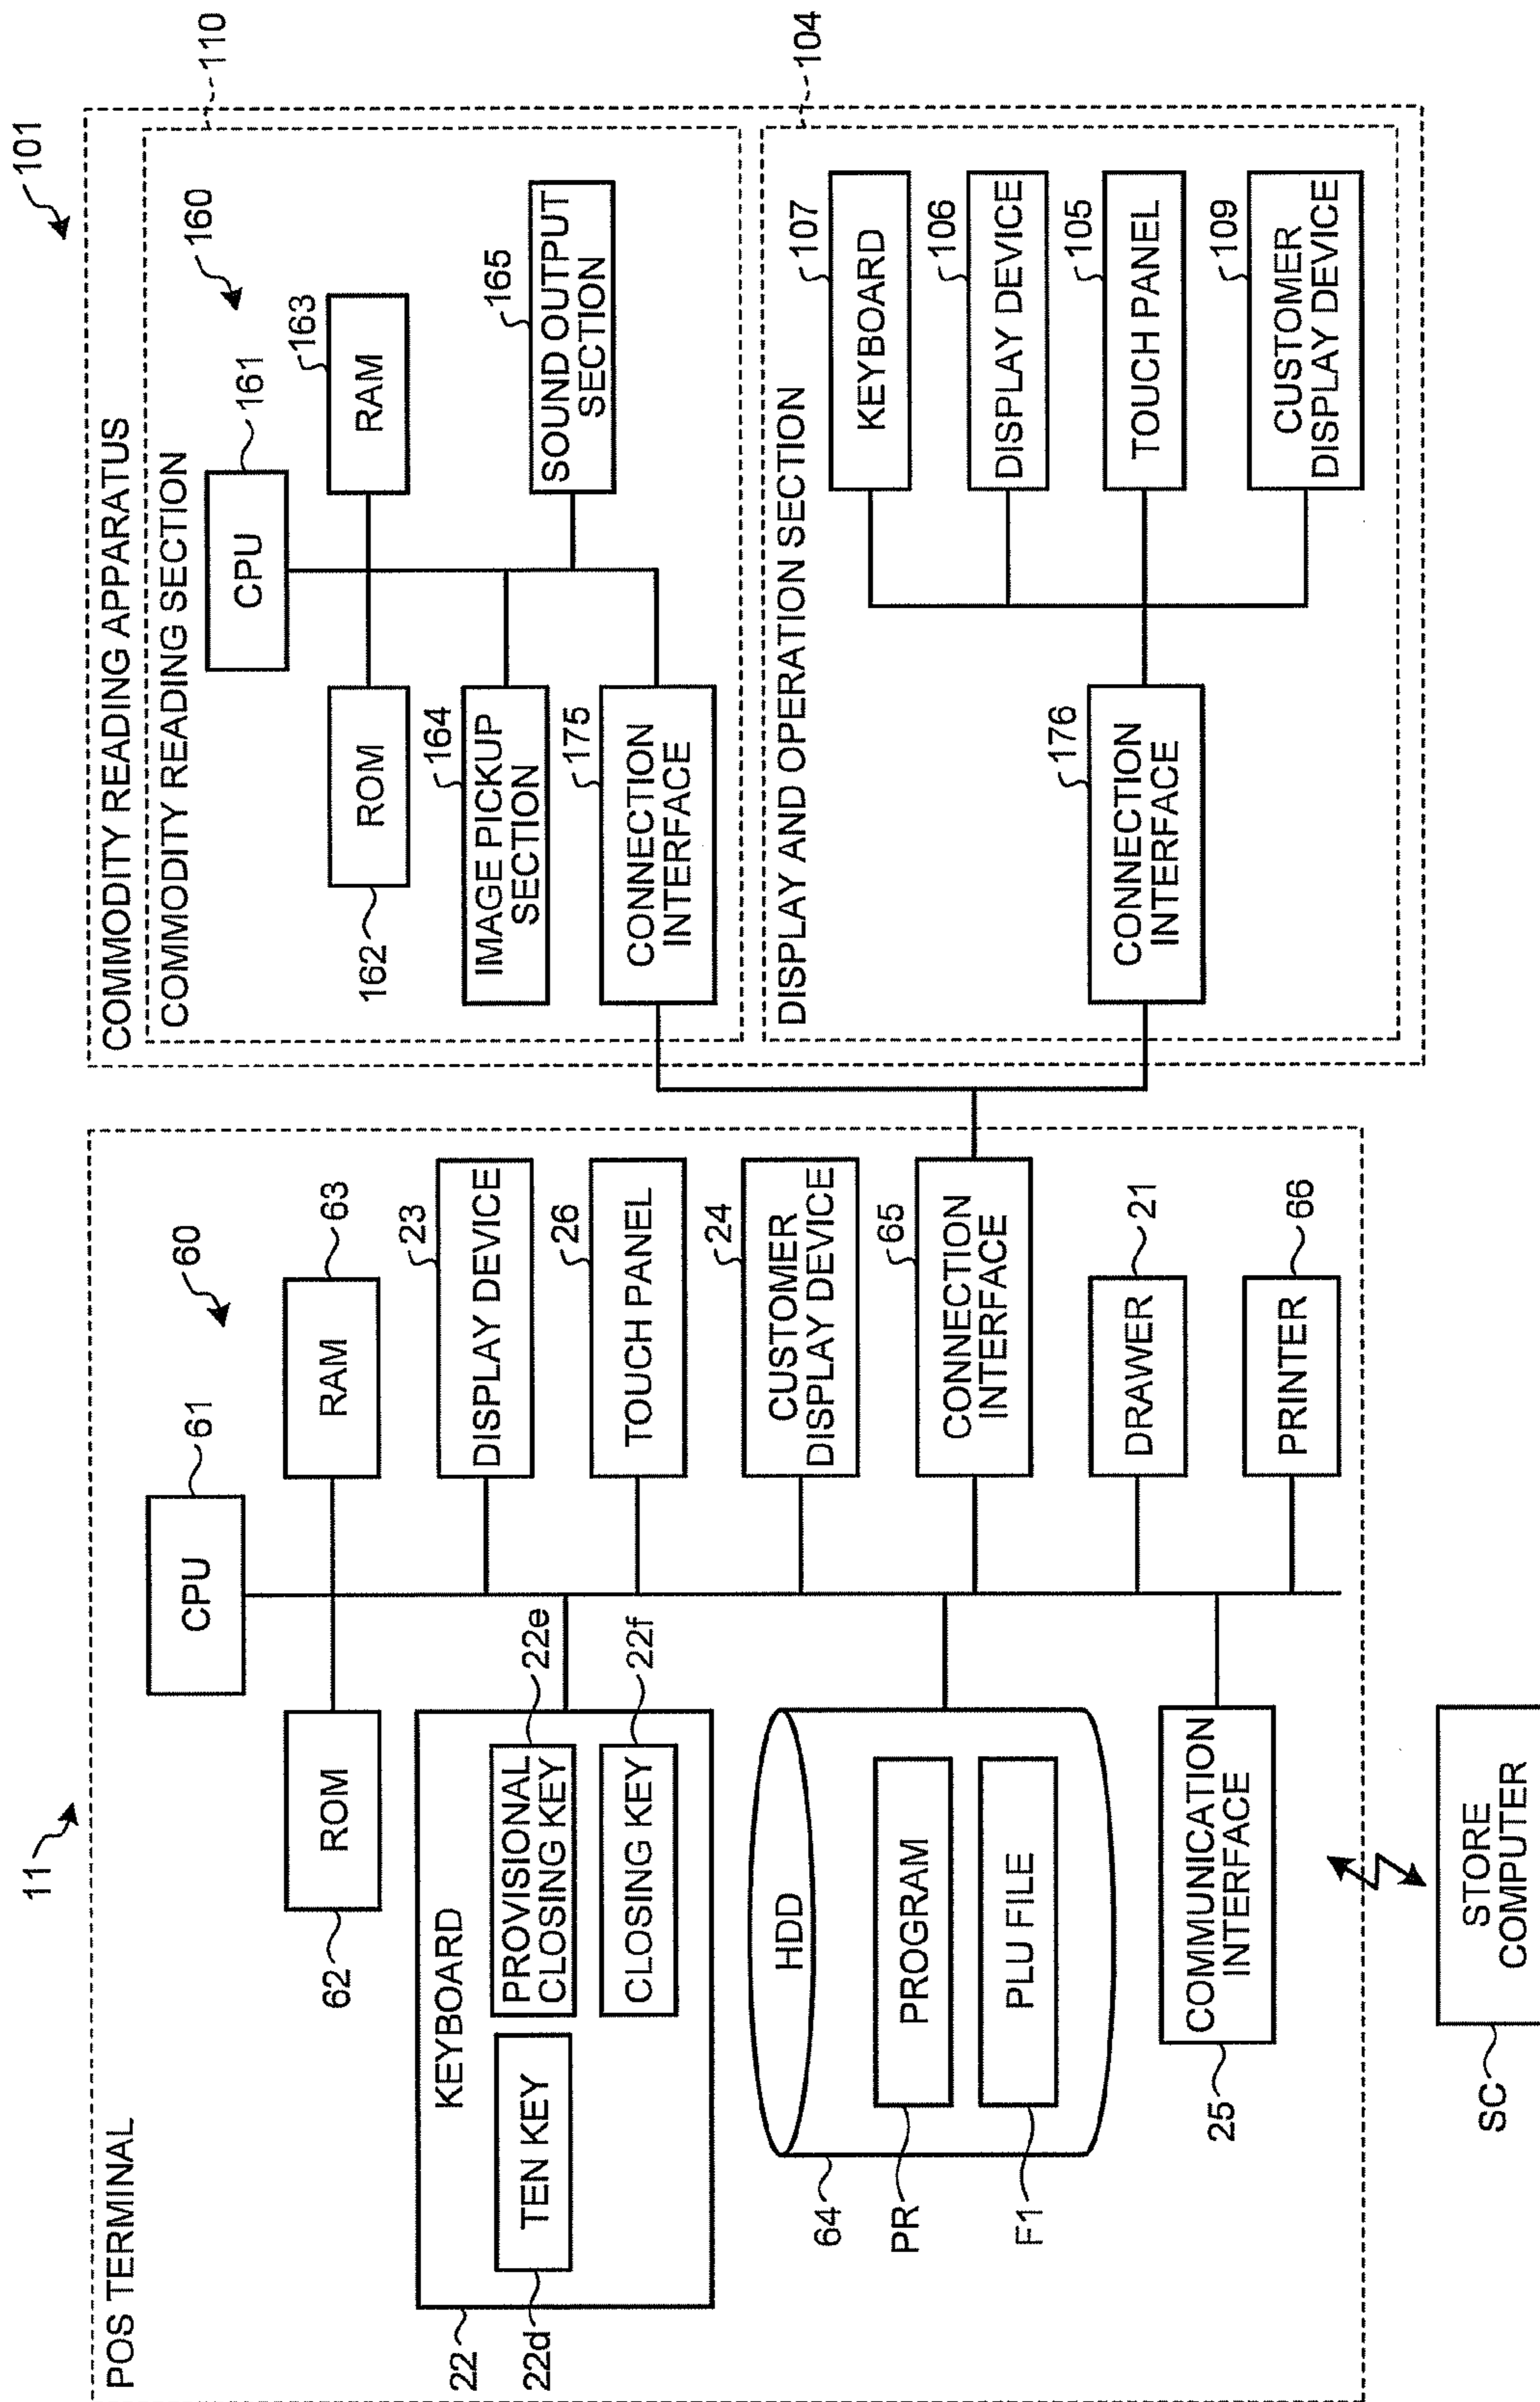 11
POS TERMINAL
CPU
61
60
ROM
62
RAM
63
KEYBOARD
22
TEN KEY
22d
PROVISIONAL
CLOSING KEY
22e
CLOSING KEY
22f
DISPLAY DEVICE
23
TOUCH PANEL
26
HDD
64
PROGRAM
PR
PLU FILE
F1
CUSTOMER
DISPLAY DEVICE
24
CONNECTION
INTERFACE
65
DRAWER
21
PRINTER
66
COMMUNICATION
INTERFACE
25
STORE
COMPUTER
SC
101
COMMODITY READING APPARATUS
COMMODITY READING SECTION
110
CPU
161
160
ROM
162
RAM
163
IMAGE PICKUP
SECTION
164
SOUND OUTPUT
SECTION
165
CONNECTION
INTERFACE
175
DISPLAY AND OPERATION SECTION
104
KEYBOARD
107
DISPLAY DEVICE
106
TOUCH PANEL
105
CUSTOMER
DISPLAY DEVICE
109
CONNECTION
INTERFACE
176